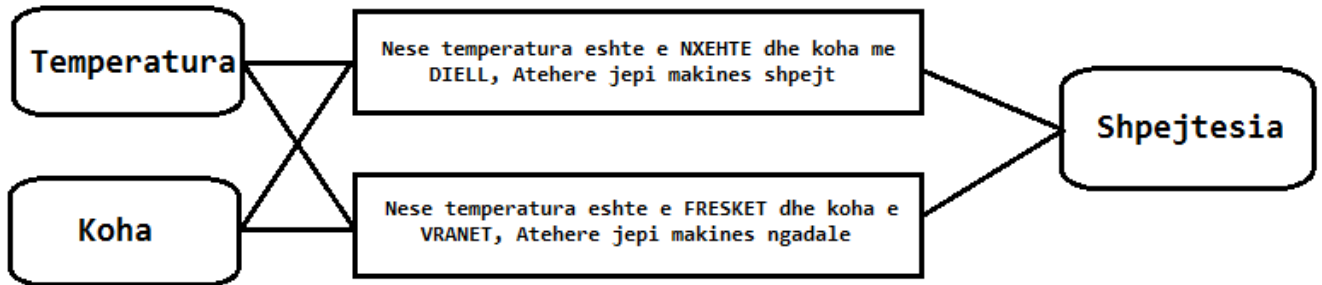 Temperatura
Nese temperatura eshte e NXEHTE dhe koha me
DIELL, Atehere jepi makines shpejt
Koha
Nese temperatura eshte e FRESKET dhe koha e
VRANET, Atehere jepi makines ngadale
Shpejtesia